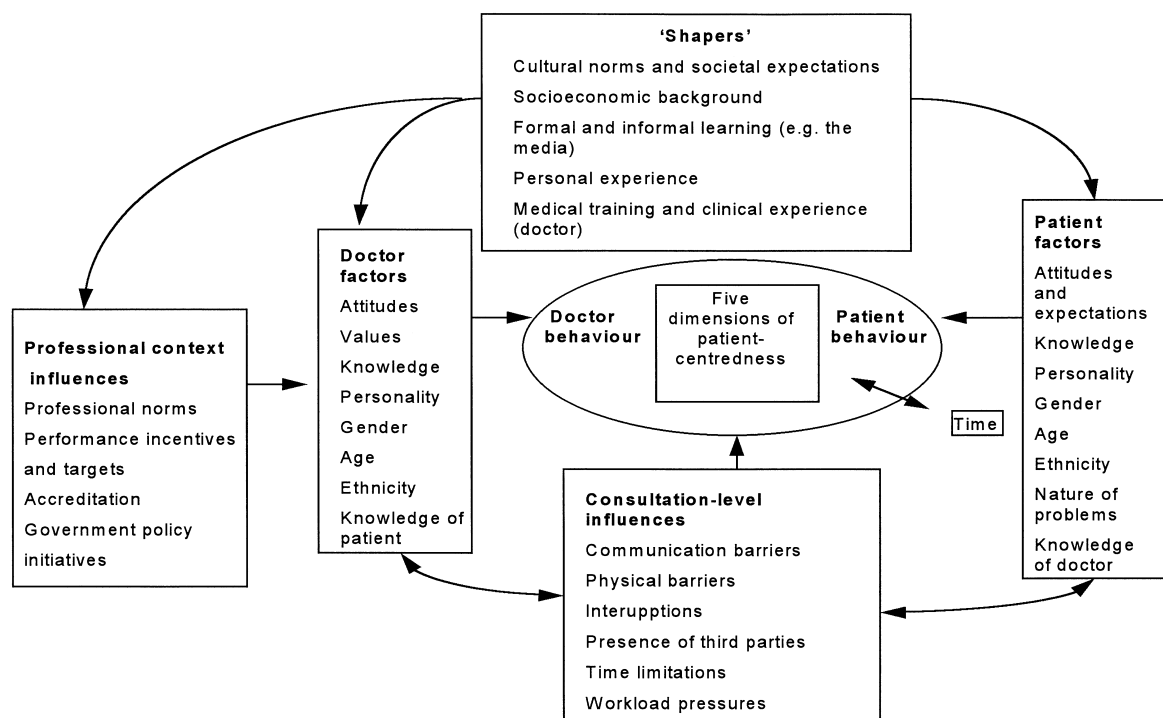 ‘Shapers’
Cultural norms and societal expectations
Socioeconomic background
Formal and informal learning (e.g. the
media)
Personal experience
Medical training and clinical experience
(doctor)
Professional context
influences
Professional norms
Performance incentives
and targets
Accreditation
Government policy
initiatives
Doctor
factors
Attitudes
Values
Knowledge
Personality
Gender
Age
Ethnicity
Knowledge of
patient
Doctor
behaviour
Five
dimensions of
patient-
centredness
Patient
behaviour
Time
Consultation-level
influences
Communication barriers
Physical barriers
Interuptions
Presence of third parties
Time limitations
Workload pressures
Patient
factors
Attitudes
and
expectations
Knowledge
Personality
Gender
Age
Ethnicity
Nature of
problems
Knowledge
of doctor